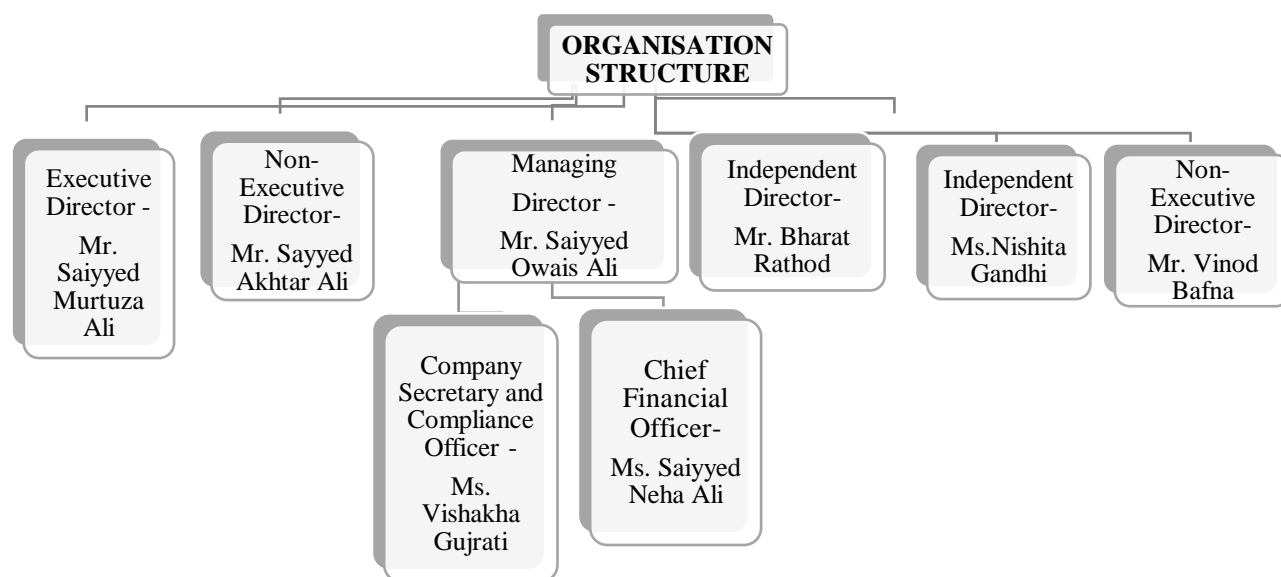 ORGANISATION
STRUCTURE
Executive
Director -
Mr.
Saiyyed
Murtuza
Ali
Non-
Executive
Director-
Mr. Sayyed
Akhtar Ali
Managing
Director -
Mr. Saiyyed
Owais Ali
Independent
Director-
Mr. Bharat
Rathod
Independent
Director-
Ms.Nishita
Gandhi
Non-
Executive
Director-
Mr. Vinod
Bafna
Company
Secretary and
Compliance
Officer -
Ms.
Vishakha
Gujrati
Chief
Financial
Officer-
Ms. Saiyyed
Neha Ali